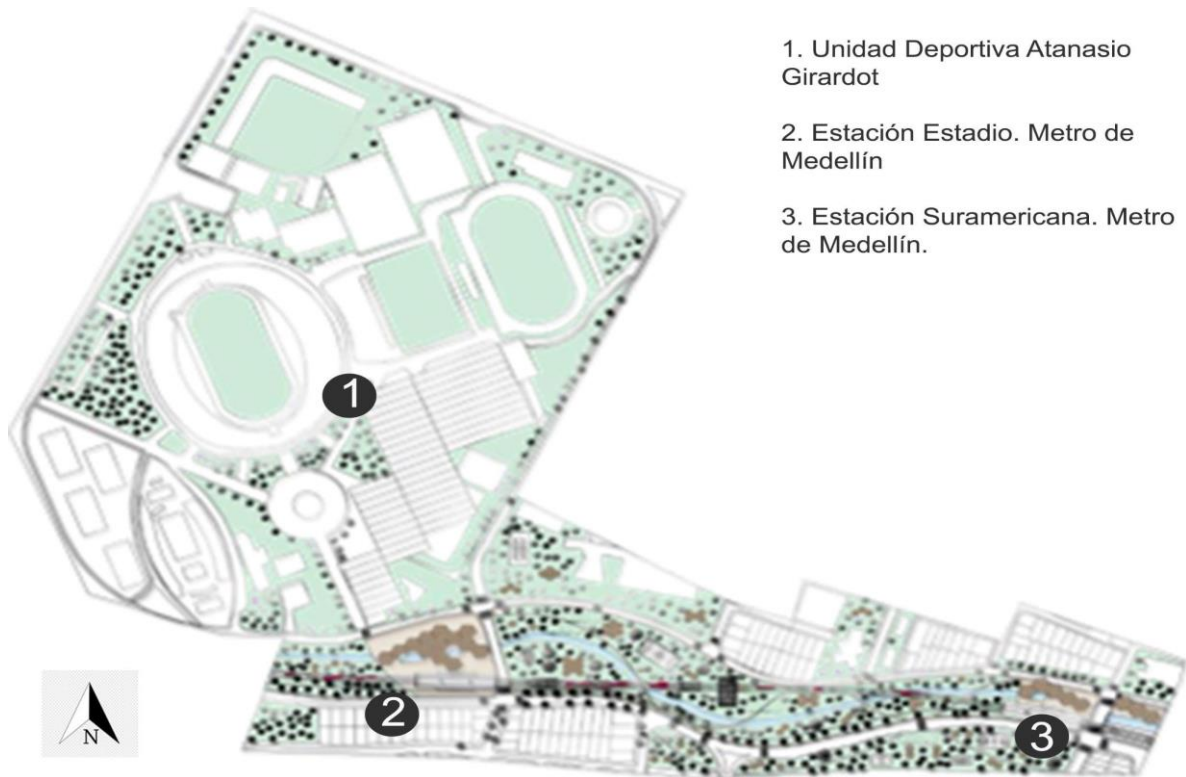 1. Unidad Deportiva Atanasio
Girardot
2. Estación Estadio. Metro de
Medellín
3. Estación Suramericana. Metro
de Medellín.
1
2
3
N